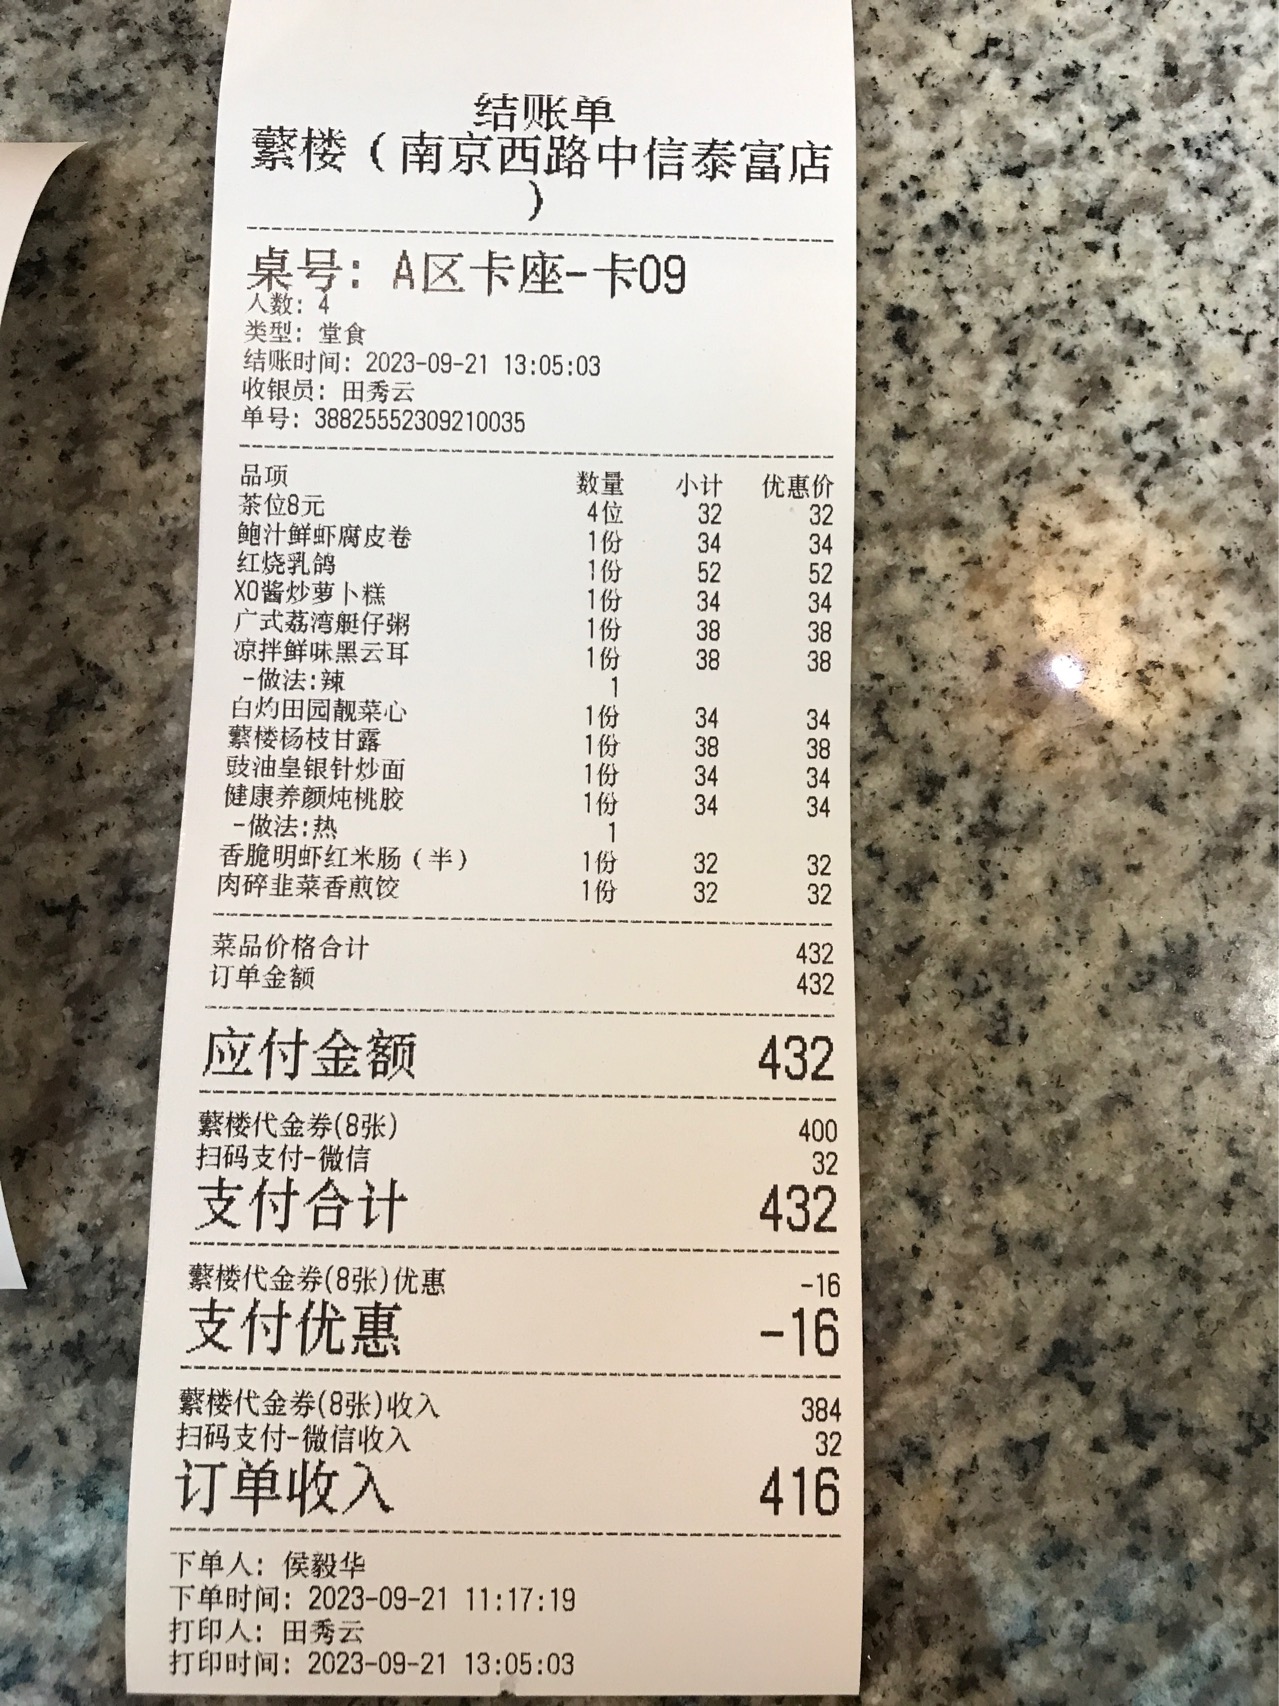 结账单
蘩楼（南京西路中信泰富店
）
桌号: A区卡座-卡09
人数: 4
类型: 堂食
结账时间: 2023-09-21 13:05:03
收银员: 田秀云
单号: 38825552309210035
品项 数量 小计 优惠价
茶位8元 4位 32 32
鲍汁鲜虾腐皮卷 1份 34 34
红烧乳鸽 1份 52 52
XO酱炒萝卜糕 1份 34 34
广式荔湾艇仔粥 1份 38 38
凉拌鲜味黑云耳 1份 38 38
-做法:辣 1
白灼田园靓菜心 1份 34 34
蘩楼杨枝甘露 1份 38 38
豉油皇银针炒面 1份 34 34
健康养颜炖桃胶 1份 34 34
-做法:热 1
香脆明虾红米肠（半） 1份 32 32
肉碎韭菜香煎饺 1份 32 32
菜品价格合计 432
订单金额 432
应付金额 432
蘩楼代金券(8张) 400
扫码支付-微信 32
支付合计 432
蘩楼代金券(8张)优惠 -16
支付优惠 -16
蘩楼代金券(8张)收入 384
扫码支付-微信收入 32
订单收入 416
下单人: 侯毅华
下单时间: 2023-09-21 11:17:19
打印人: 田秀云
打印时间: 2023-09-21 13:05:03